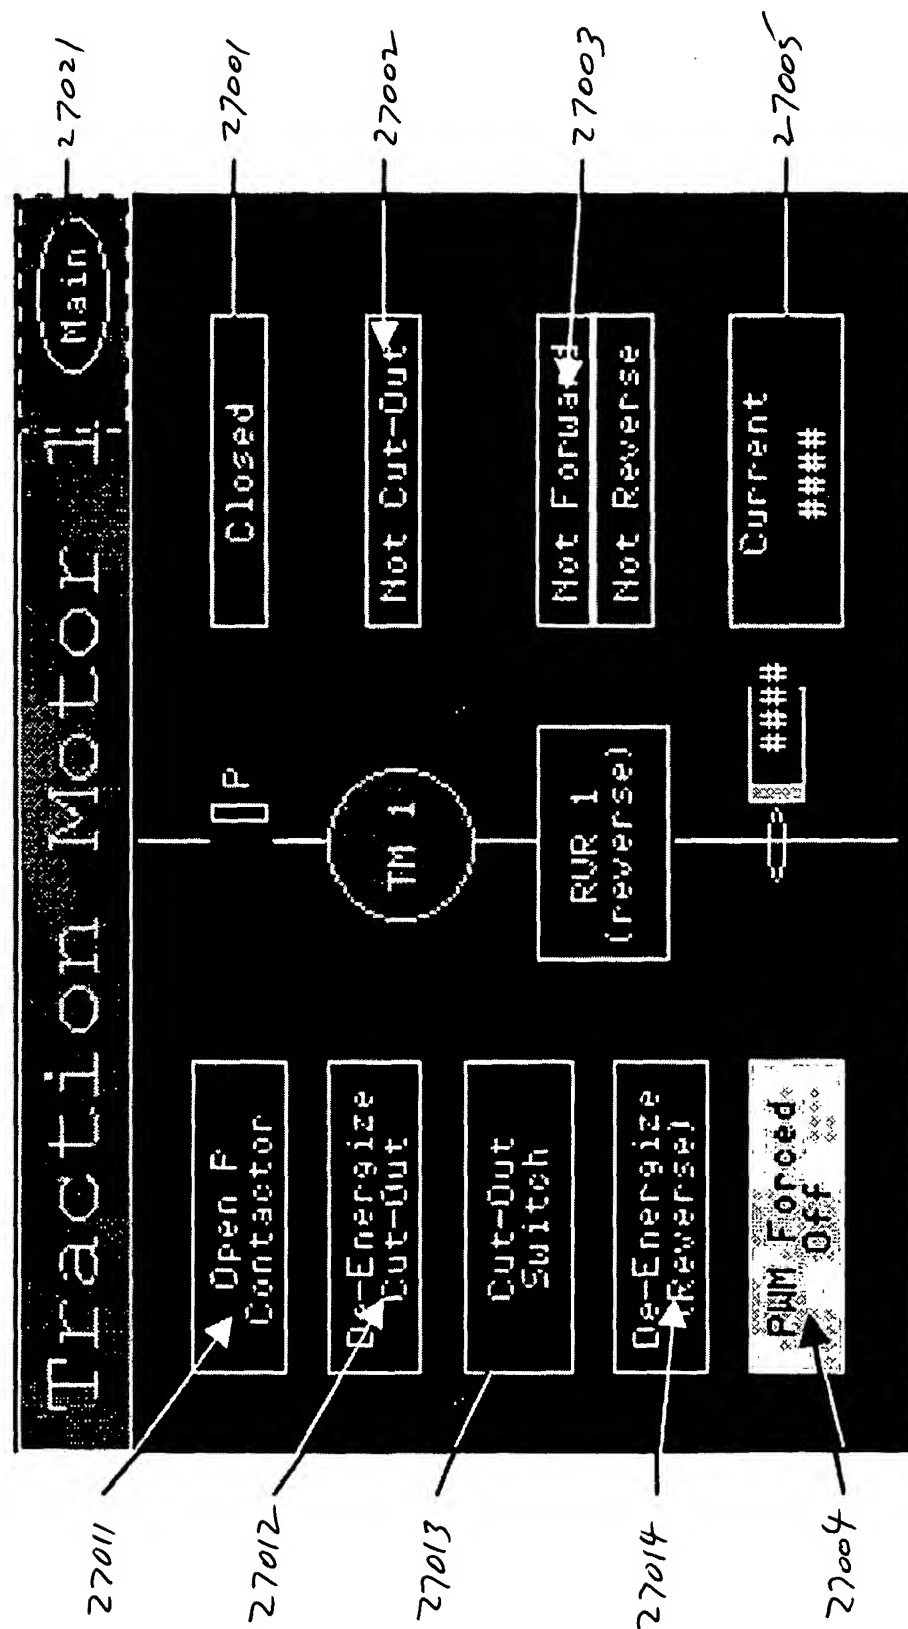 Traction Motor 1
Main
27021
27011
Open P
Contactor
P
Closed
27001
27012
De-Energize
Cut-Out
TM 1
Not Cut-Out
27002
27013
Cut-Out
Switch
27014
De-Energize
(Reverse)
RWR 1
(reverse)
Not Forward
Not Reverse
27003
27004
PWM Forced
Off
####
Current
####
27005